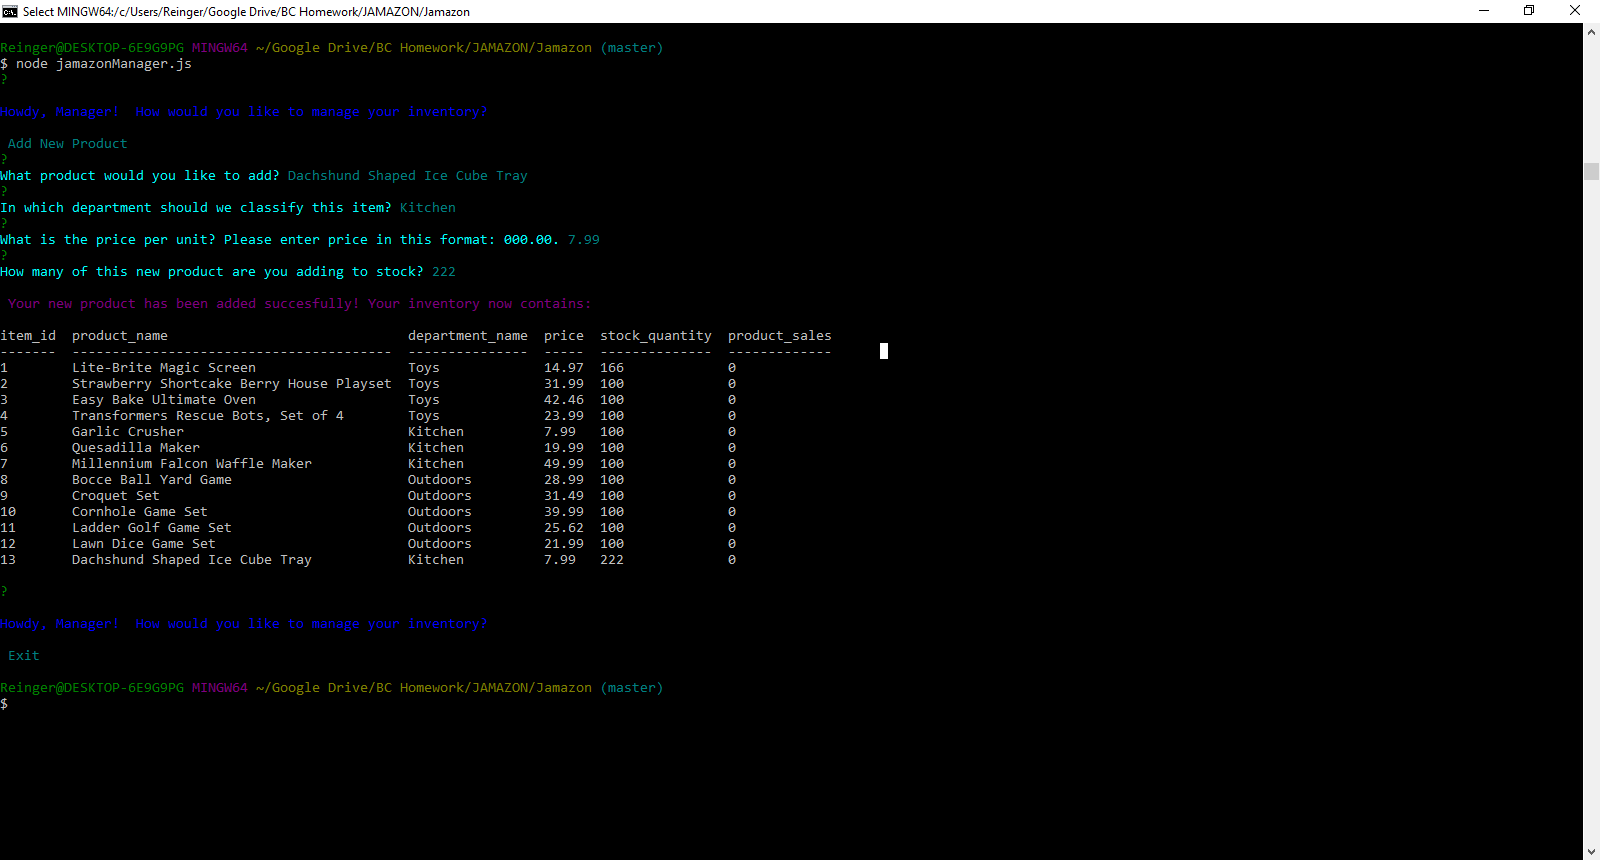 Select MINGW64:/c/Users/Reinger/Google Drive/BC Homework/JAMAZON/Jamazon
Reinger@DESKTOP-6E9G9PG MINGW64 ~/Google Drive/BC Homework/JAMAZON/Jamazon (master)
$ node jamazonManager.js
?
Howdy, Manager!  How would you like to manage your inventory?
 Add New Product
?
What product would you like to add? Dachshund Shaped Ice Cube Tray
?
In which department should we classify this item? Kitchen
?
What is the price per unit? Please enter price in this format: 000.00. 7.99
?
How many of this new product are you adding to stock? 222
 Your new product has been added succesfully! Your inventory now contains:
item_id  product_name                              department_name  price  stock_quantity  product_sales
-------  ----------------------------------------  ---------------  -----  --------------  -------------
1        Lite-Brite Magic Screen                   Toys             14.97  166             0
2        Strawberry Shortcake Berry House Playset  Toys             31.99  100             0
3        Easy Bake Ultimate Oven                   Toys             42.46  100             0
4        Transformers Rescue Bots, Set of 4        Toys             23.99  100             0
5        Garlic Crusher                            Kitchen          7.99   100             0
6        Quesadilla Maker                          Kitchen          19.99  100             0
7        Millennium Falcon Waffle Maker            Kitchen          49.99  100             0
8        Bocce Ball Yard Game                      Outdoors         28.99  100             0
9        Croquet Set                               Outdoors         31.49  100             0
10       Cornhole Game Set                         Outdoors         39.99  100             0
11       Ladder Golf Game Set                      Outdoors         25.62  100             0
12       Lawn Dice Game Set                        Outdoors         21.99  100             0
13       Dachshund Shaped Ice Cube Tray            Kitchen          7.99   222             0
?
Howdy, Manager!  How would you like to manage your inventory?
 Exit
Reinger@DESKTOP-6E9G9PG MINGW64 ~/Google Drive/BC Homework/JAMAZON/Jamazon (master)
$